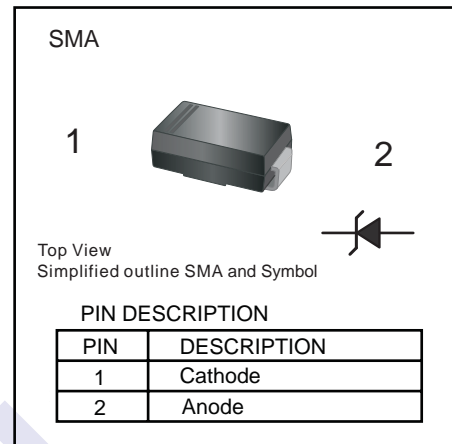 SMA
1
2
Top View
Simplified outline SMA and Symbol
PIN DESCRIPTION
PIN DESCRIPTION
1 Cathode
2 Anode